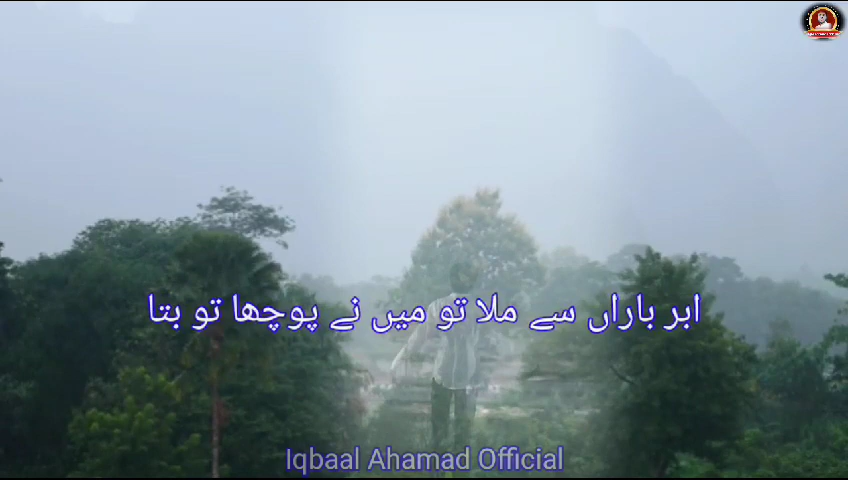 ابر باراں سے ملا تو میں نے پوچھا تو بتا
Iqbaal Ahamad Official